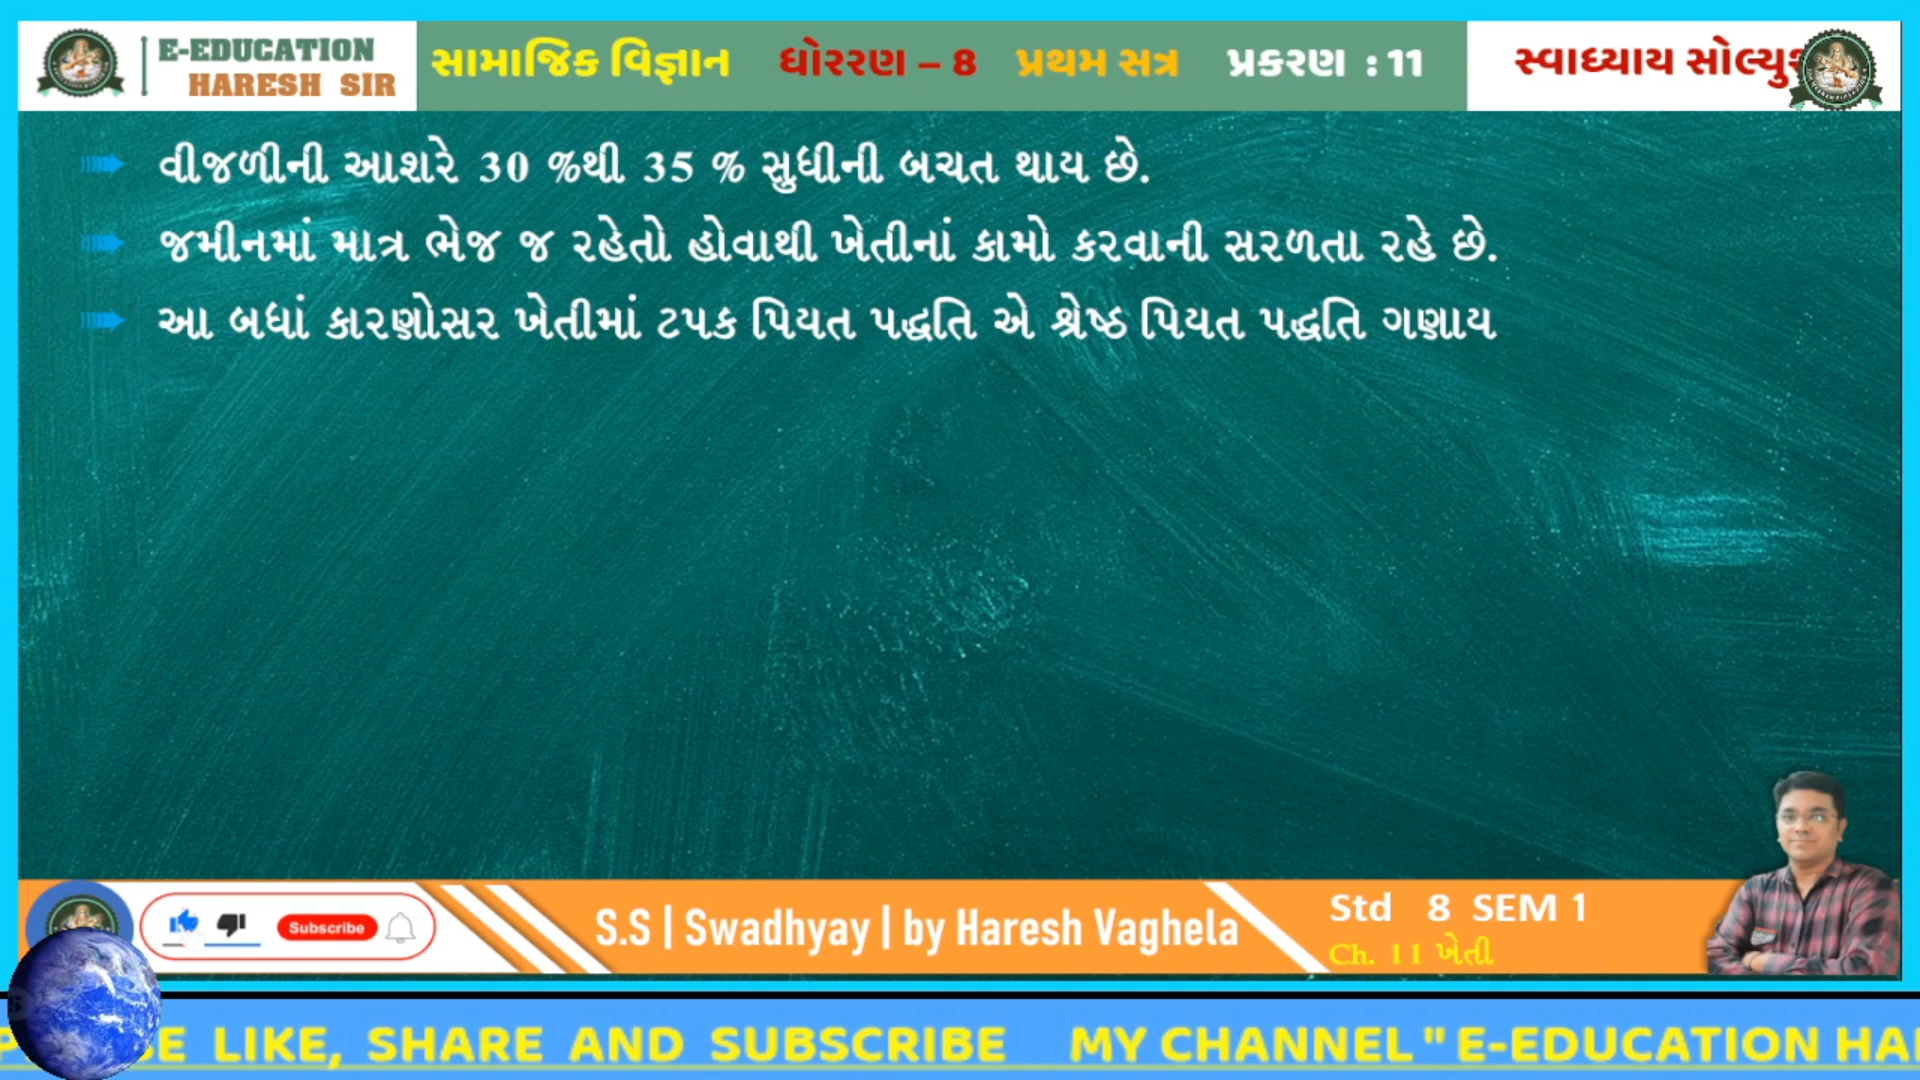 E-EDUCATION
HARESH SIR
સામાજિક વિજ્ઞાન ધોરરણ – 8 પ્રથમ સત્ર પ્રકરણ : 11
સ્વાધ્યાય
વીજળીની આશરે 30 %થી 35 % સુધીની બચત થાય છે.
જમીનમાં માત્ર ભેજ જ રહેતો હોવાથી ખેતીનાં કામો કરવાની સરળતા રહે છે.
આ બધાં કારણોસર ખેતીમાં ટપક પિયત પદ્ધતિ એ શ્રેષ્ઠ પિયત પદ્ધતિ ગણાય
Subscribe
S.S | Swadhyay | by Haresh Vaghela
Std 8 SEM 1
Ch. 11 ખેતી
LIKE, SHARE AND SUBSCRIBE MY CHANNEL " E-EDUCATION